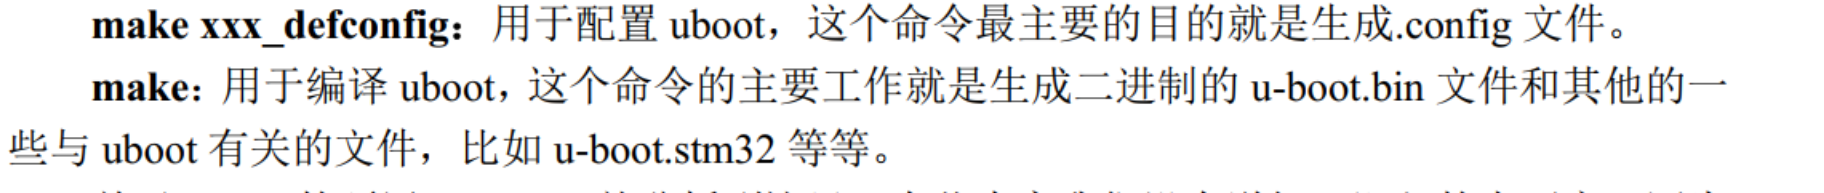 make xxx_defconfig：用于配置 uboot，这个命令最主要的目的就是生成.config 文件。
make：用于编译 uboot，这个命令的主要工作就是生成二进制的 u-boot.bin 文件和其他的一
些与 uboot 有关的文件，比如 u-boot.stm32 等等。